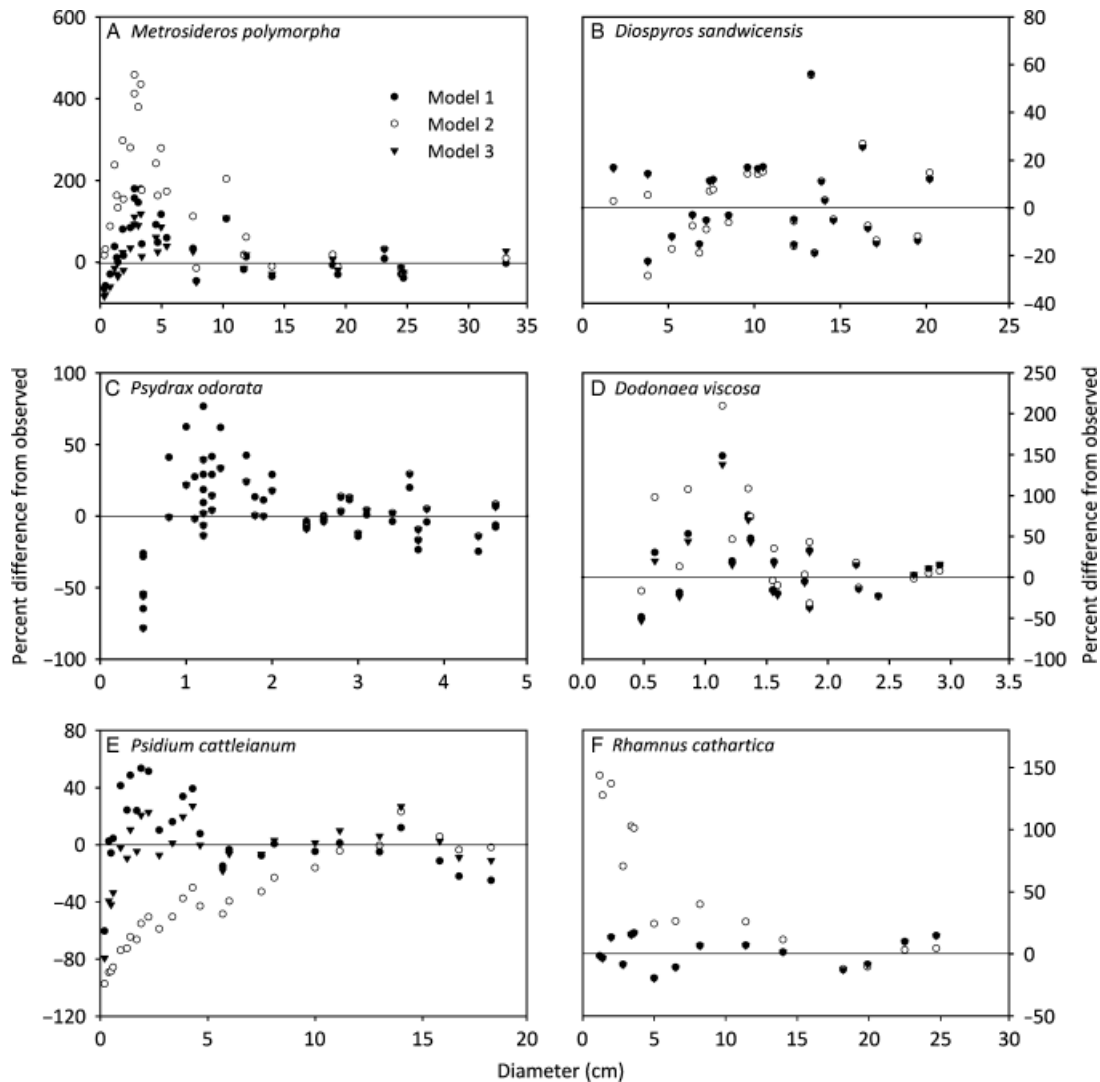 A Metrosideros polymorpha
600
400
200
0
–100
0 5 10 15 20 25 30 35
Model 1
Model 2
Model 3
B Diospyros sandwicensis
80
60
40
20
0
–20
–40
0 5 10 15 20 25
C Psydrax odorata
100
50
0
–50
–100
0 1 2 3 4 5
D Dodonaea viscosa
250
200
150
100
50
0
–50
–100
0.0 0.5 1.0 1.5 2.0 2.5 3.0 3.5
E Psidium cattleianum
80
40
0
–40
–80
–120
0 5 10 15 20
F Rhamnus cathartica
150
100
50
0
–50
0 5 10 15 20 25 30
Percent difference from observed
Percent difference from observed
Diameter (cm)